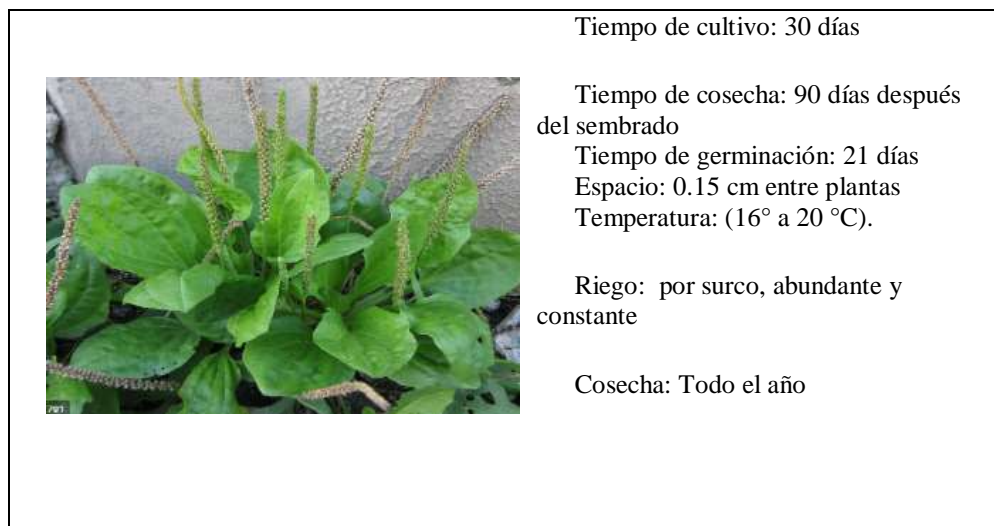 Tiempo de cultivo: 30 días
Tiempo de cosecha: 90 días después
del sembrado
Tiempo de germinación: 21 días
Espacio: 0.15 cm entre plantas
Temperatura: (16° a 20 °C).
Riego:  por surco, abundante y
constante
Cosecha: Todo el año